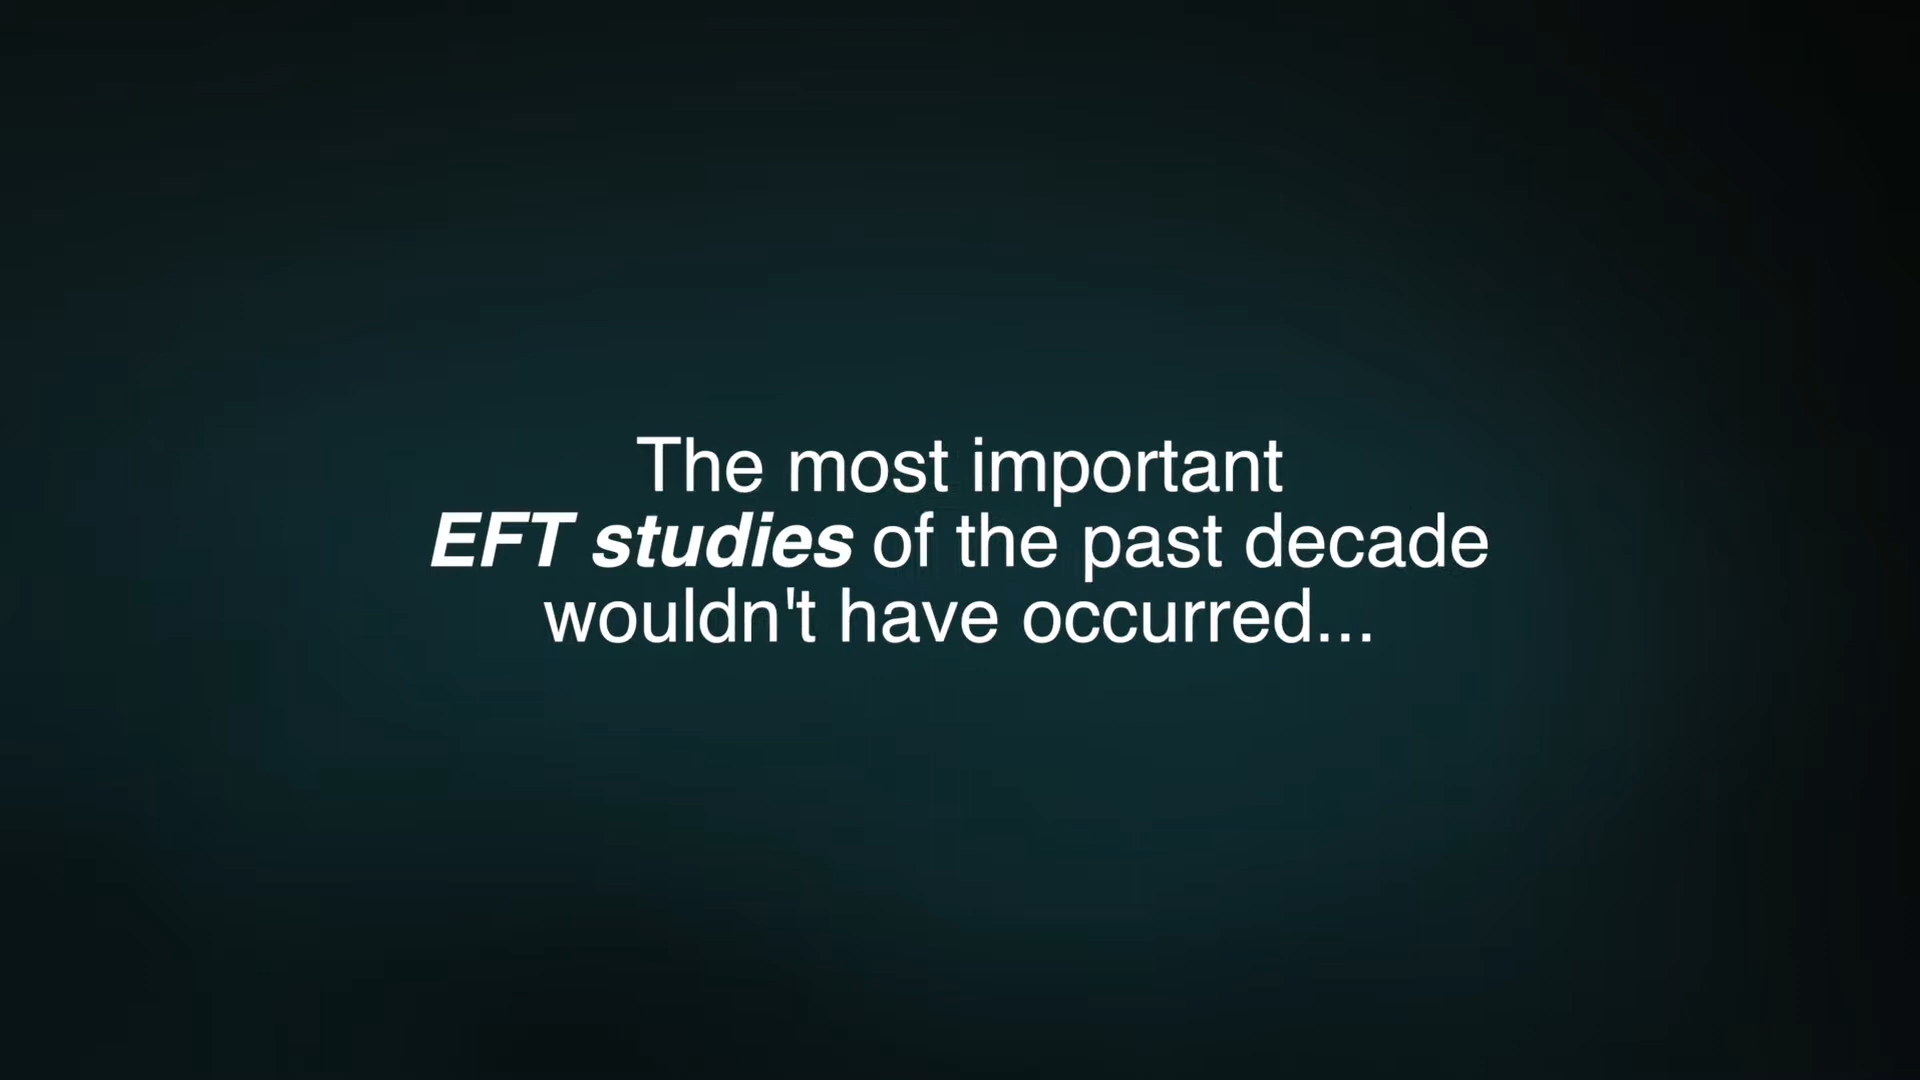 The most important
EFT studies of the past decade
wouldn't have occurred...